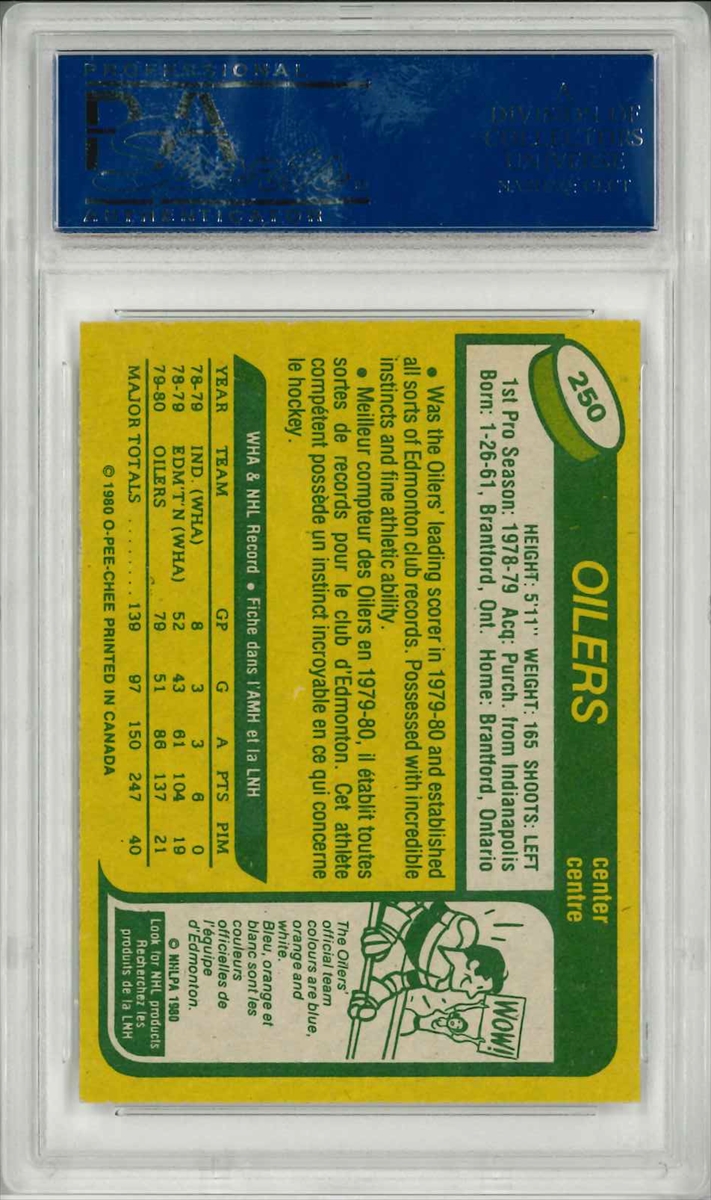 PROFESSIONAL
PSA
AUTHENTICATOR
A
DIVISION OF
COLLECTORS
UNIVERSE
NASDAQ: CLCT
250
OILERS
center
centre
HEIGHT: 5'11" WEIGHT: 165 SHOOTS: LEFT
1st Pro Season: 1978-79 Acq: Purch. from Indianapolis
Born: 1-26-61, Brantford, Ont. Home: Brantford, Ontario
● Was the Oilers' leading scorer in 1979-80 and established
all sorts of Edmonton club records. Possessed with incredible
instincts and fine athletic ability.
● Meilleur compteur des Oilers en 1979-80, il établit toutes
sortes de records pour le club d'Edmonton. Cet athlète
compétent possède un instinct incroyable en ce qui concerne
le hockey.
WHA & NHL Record • Fiche dans l'AMH et la LNH
YEAR TEAM GP G A PTS PIM
78-79 IND. (WHA) 8 3 3 6 0
78-79 EDM'T'N (WHA) 52 43 61 104 19
79-80 OILERS 79 51 86 137 21
MAJOR TOTALS ........ 139 97 150 247 40
© 1980 O-PEE-CHEE PRINTED IN CANADA
WOW!
The Oilers'
official team
colours are blue,
orange and
white.
Bleu, orange et
blanc sont les
couleurs
officielles de
l'équipe
d'Edmonton.
© NHLPA 1980
Look for NHL products
Recherchez les
produits de la LNH